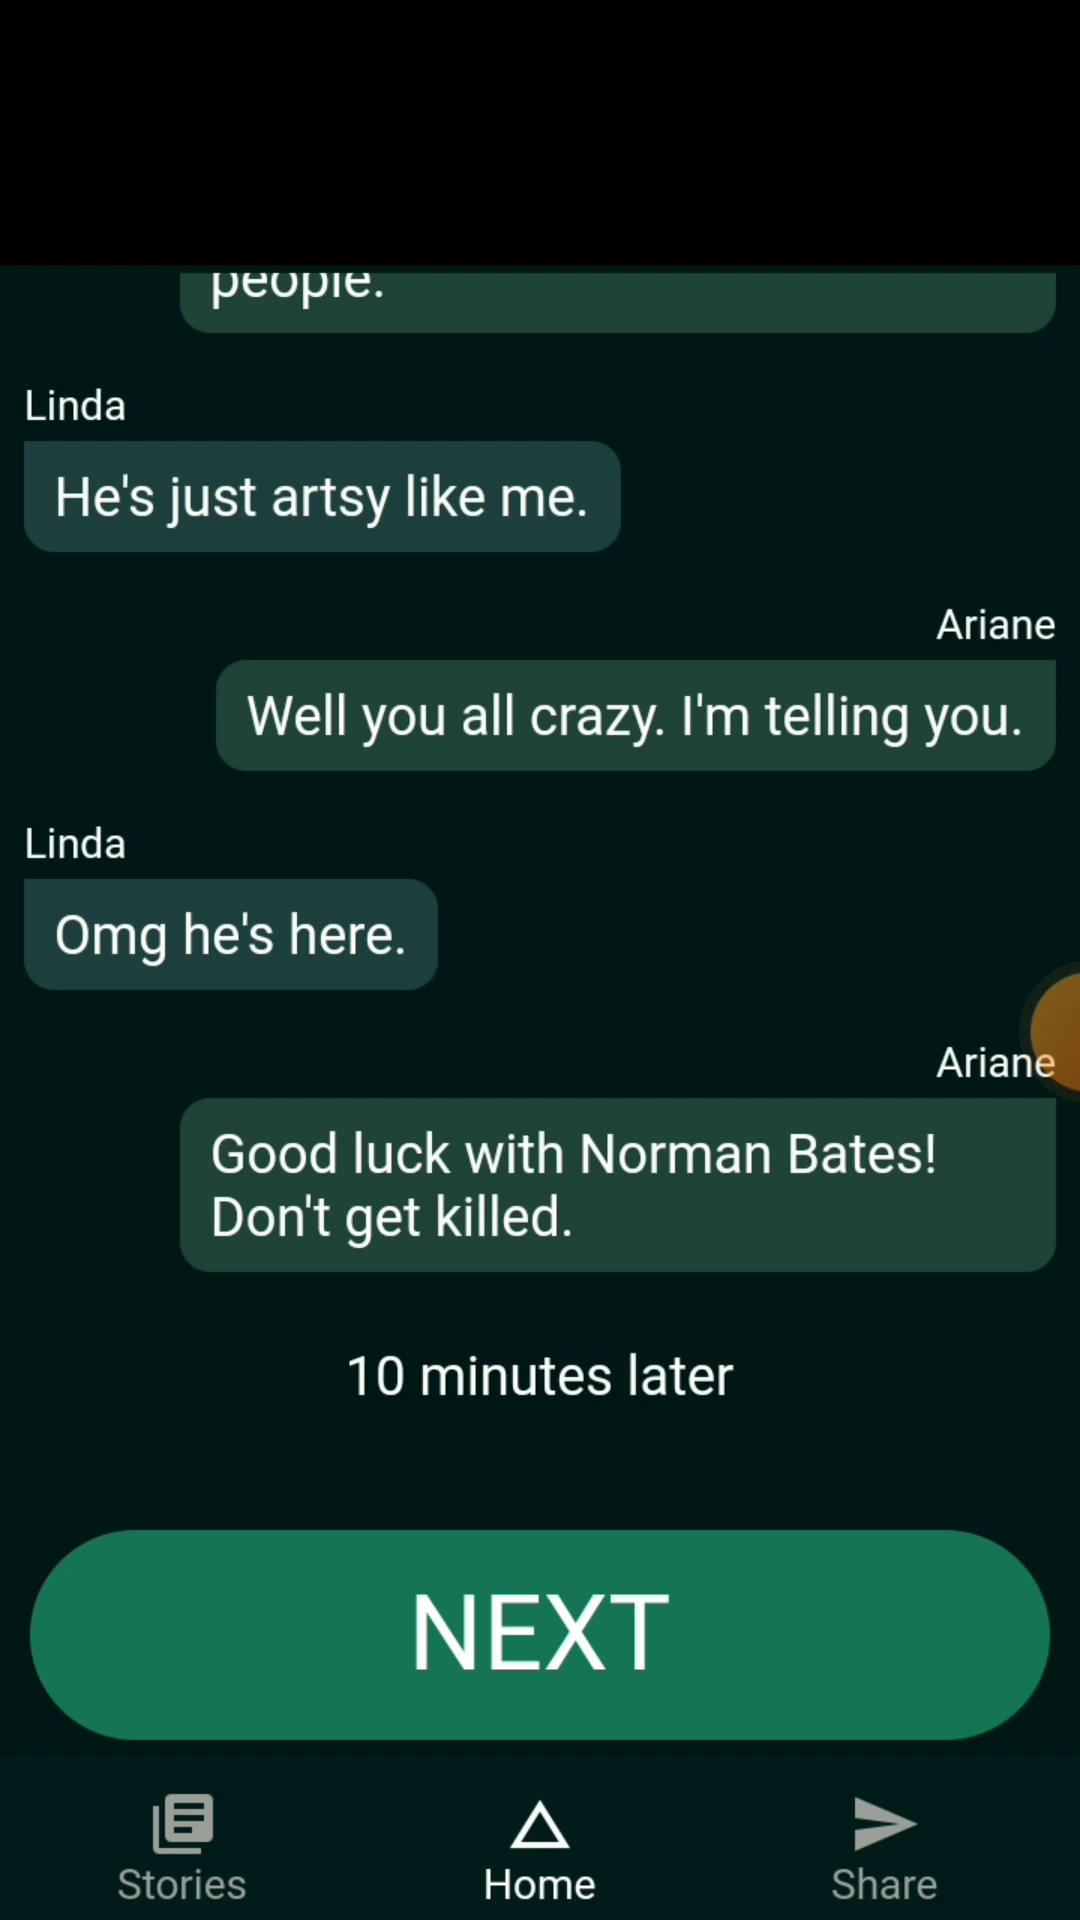 people.
Linda
He's just artsy like me.
Ariane
Well you all crazy. I'm telling you.
Linda
Omg he's here.
Ariane
Good luck with Norman Bates!
Don't get killed.
10 minutes later
NEXT
Stories
Home
Share